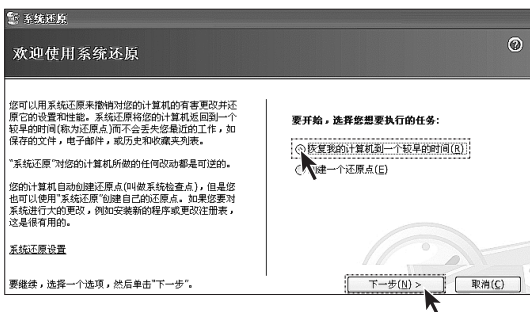 系统还原
欢迎使用系统还原
您可以用系统还原来撤销对您的计算机的有害更改并还
原它的设置和性能。系统还原将您的计算机返回到一个
较早的时间(称为还原点)而不会丢失您最近的工作，如
保存的文件，电子邮件，或历史和收藏夹列表。
“系统还原”对您的计算机所做的任何改动都是可逆的。
您的计算机自动创建还原点(叫做系统检查点)，但是您
也可以使用“系统还原”创建自己的还原点。如果您要对
系统进行大的更改，例如安装新的程序或更改注册表，
这是很有用的。
系统还原设置
要继续，选择一个选项，然后单击“下一步”。
要开始，选择您想要执行的任务：
恢复我的计算机到一个较早的时间(R)
建一个还原点(E)
下一步(N) >
取消(C)